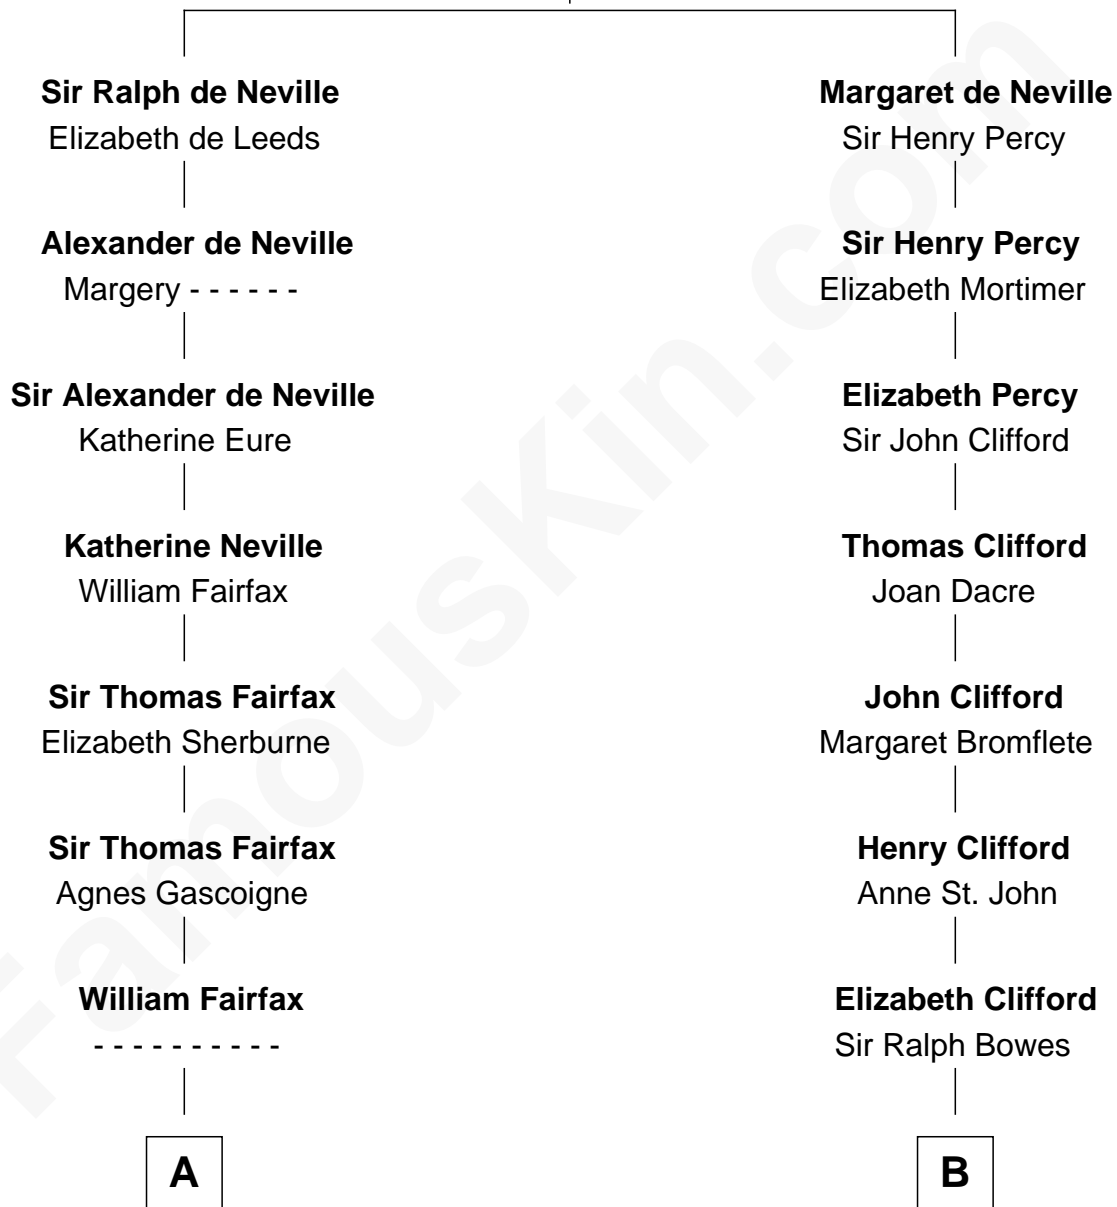 Sir Ralph de Neville
Elizabeth de Leeds
Alexander de Neville
Margery - - - - - -
Sir Alexander de Neville
Katherine Eure
Katherine Neville
William Fairfax
Sir Thomas Fairfax
Elizabeth Sherburne
Sir Thomas Fairfax
Agnes Gascoigne
William Fairfax
- - - - - - - - - -
A
Margaret de Neville
Sir Henry Percy
Sir Henry Percy
Elizabeth Mortimer
Elizabeth Percy
Sir John Clifford
Thomas Clifford
Joan Dacre
John Clifford
Margaret Bromflete
Henry Clifford
Anne St. John
Elizabeth Clifford
Sir Ralph Bowes
B
FamousKin.com